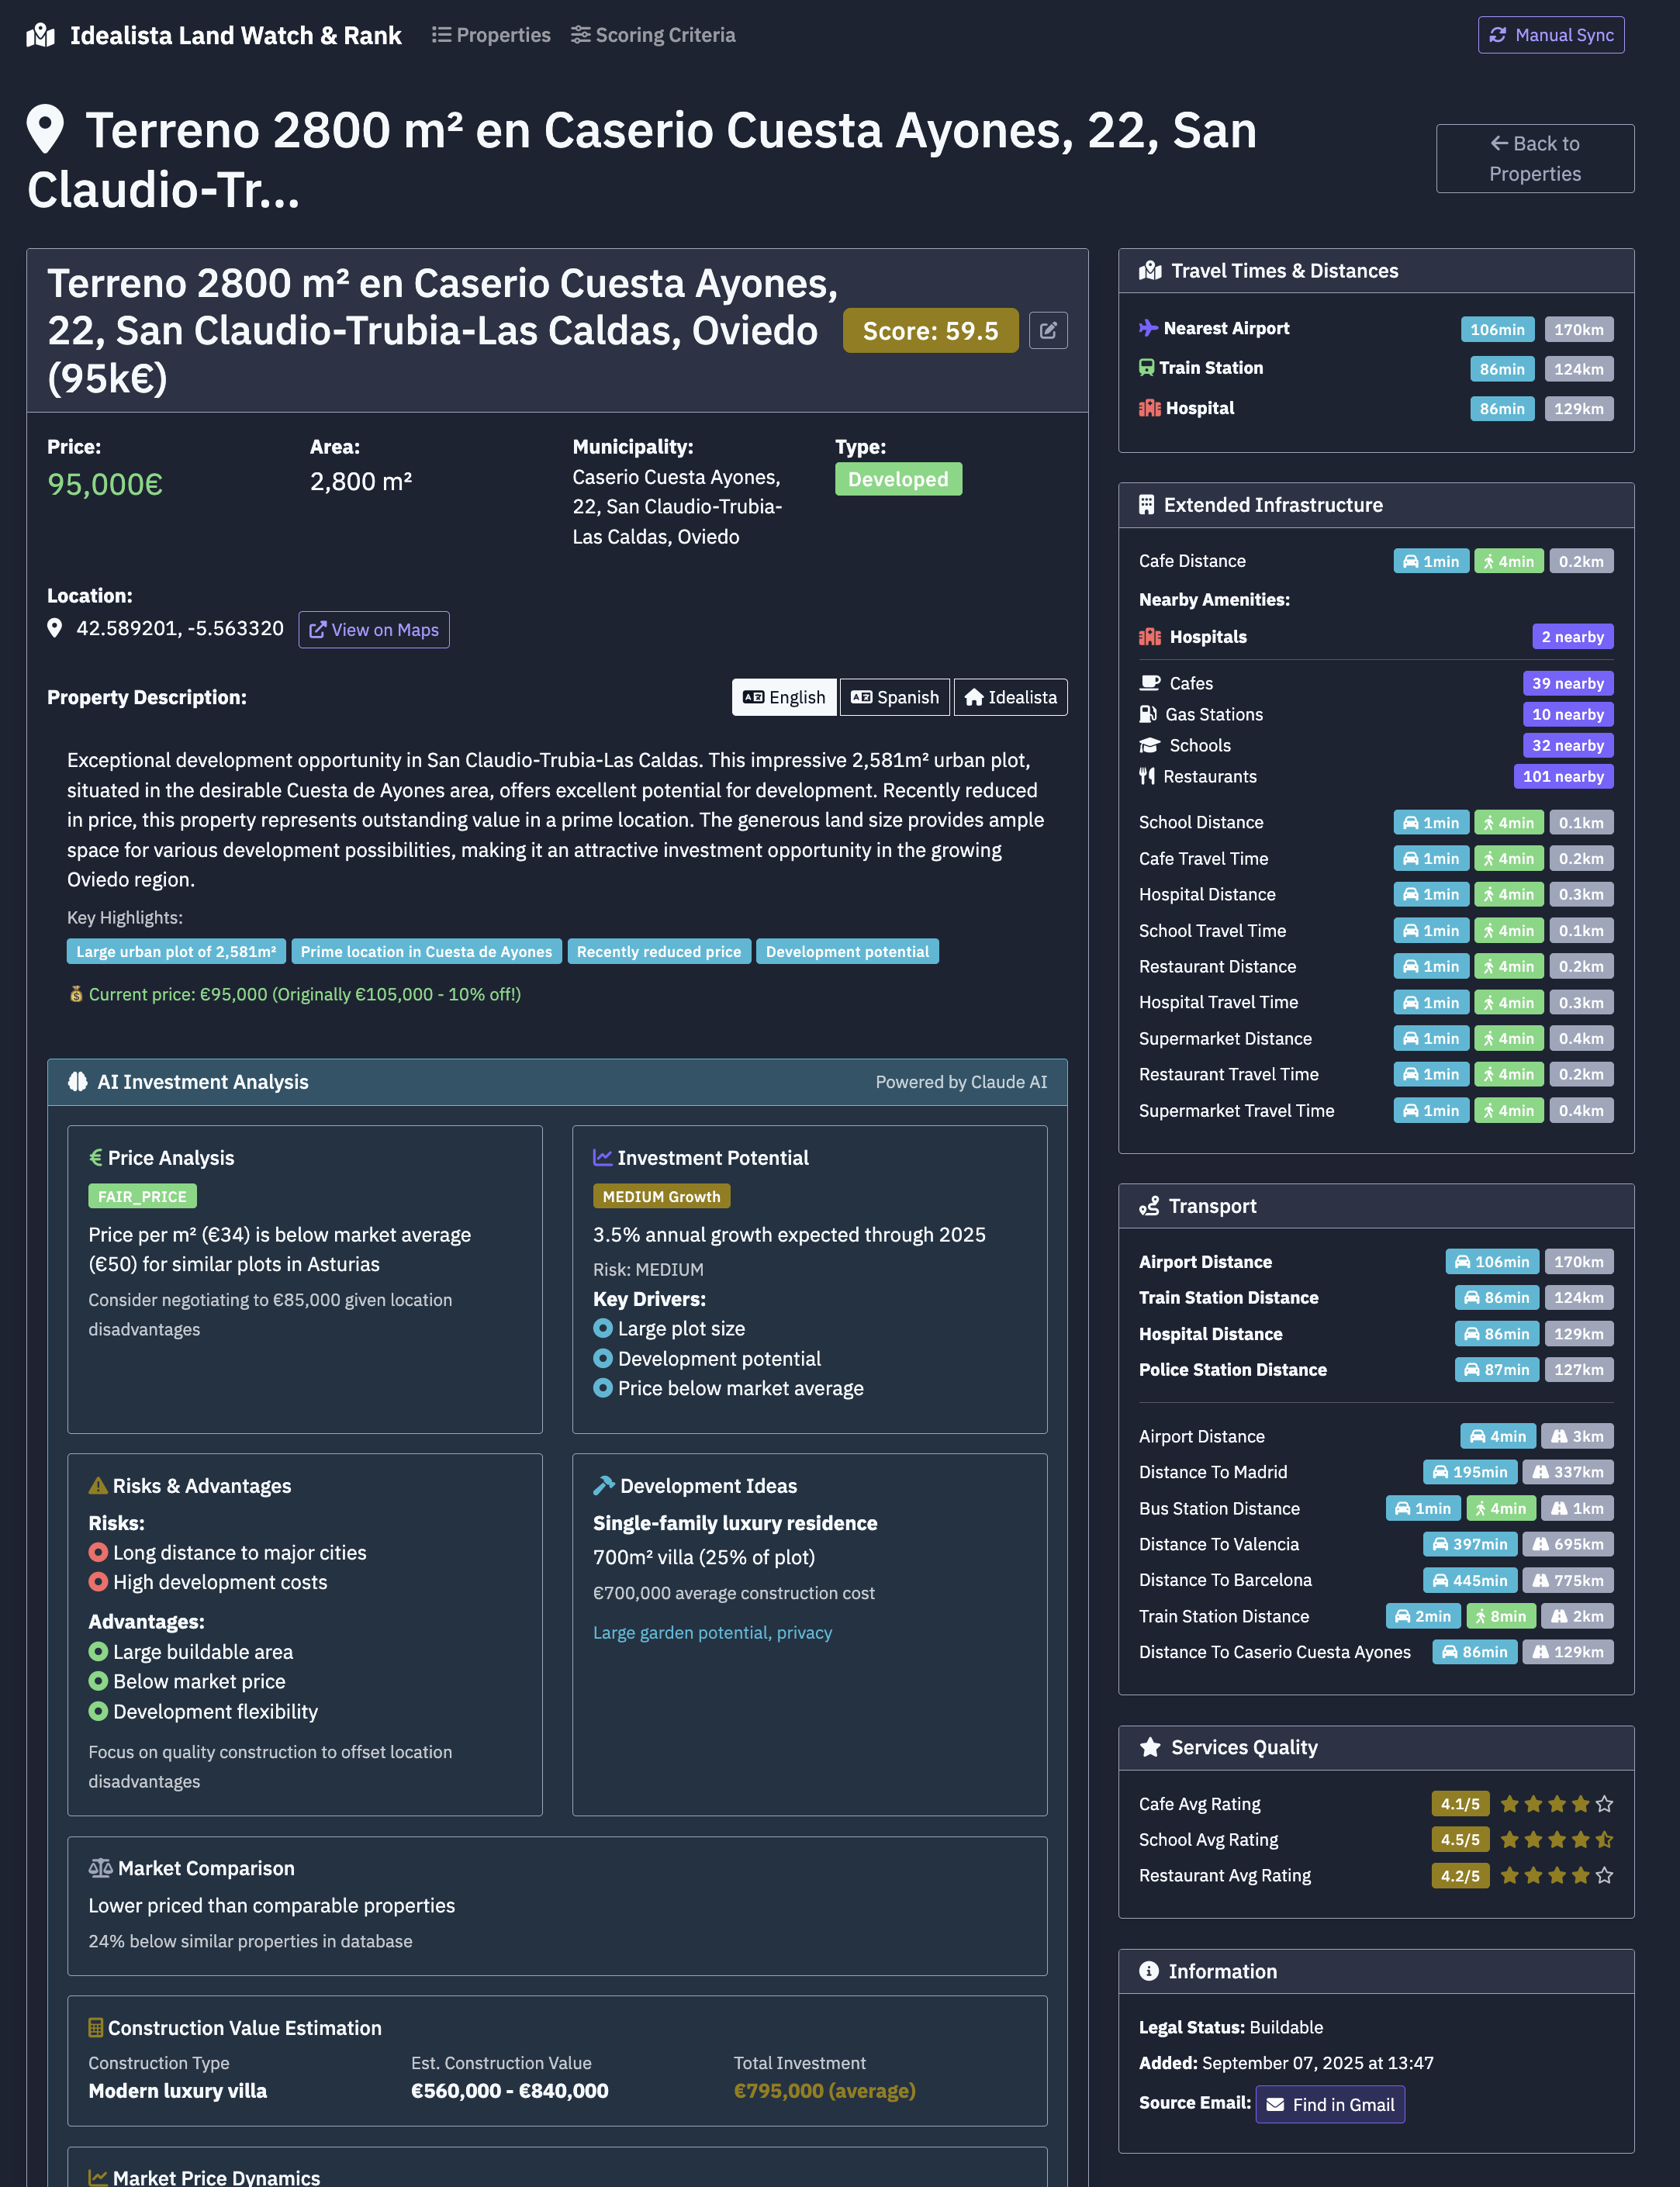 Idealista Land Watch & Rank
Properties
Scoring Criteria
Manual Sync
Terreno 2800 m² en Caserio Cuesta Ayones, 22, San
Claudio-Tr...
Back to
Properties
Terreno 2800 m² en Caserio Cuesta Ayones,
22, San Claudio-Trubia-Las Caldas, Oviedo
(95k€)
Score: 59.5
Price:
95,000€
Area:
2,800 m²
Municipality:
Caserio Cuesta Ayones,
22, San Claudio-Trubia-
Las Caldas, Oviedo
Type:
Developed
Location:
42.589201, -5.563320
View on Maps
Property Description:
English
Spanish
Idealista
Exceptional development opportunity in San Claudio-Trubia-Las Caldas. This impressive 2,581m² urban plot,
situated in the desirable Cuesta de Ayones area, offers excellent potential for development. Recently reduced
in price, this property represents outstanding value in a prime location. The generous land size provides ample
space for various development possibilities, making it an attractive investment opportunity in the growing
Oviedo region.
Key Highlights:
Large urban plot of 2,581m²
Prime location in Cuesta de Ayones
Recently reduced price
Development potential
Current price: €95,000 (Originally €105,000 - 10% off!)
AI Investment Analysis
Powered by Claude AI
Price Analysis
FAIR_PRICE
Price per m² (€34) is below market average
(€50) for similar plots in Asturias
Consider negotiating to €85,000 given location
disadvantages
Investment Potential
MEDIUM Growth
3.5% annual growth expected through 2025
Risk: MEDIUM
Key Drivers:
Large plot size
Development potential
Price below market average
Risks & Advantages
Risks:
Long distance to major cities
High development costs
Advantages:
Large buildable area
Below market price
Development flexibility
Focus on quality construction to offset location
disadvantages
Development Ideas
Single-family luxury residence
700m² villa (25% of plot)
€700,000 average construction cost
Large garden potential, privacy
Market Comparison
Lower priced than comparable properties
24% below similar properties in database
Construction Value Estimation
Construction Type
Modern luxury villa
Est. Construction Value
€560,000 - €840,000
Total Investment
€795,000 (average)
Market Price Dynamics
Travel Times & Distances
Nearest Airport 106min 170km
Train Station 86min 124km
Hospital 86min 129km
Extended Infrastructure
Cafe Distance 1min 4min 0.2km
Nearby Amenities:
Hospitals 2 nearby
Cafes 39 nearby
Gas Stations 10 nearby
Schools 32 nearby
Restaurants 101 nearby
School Distance 1min 4min 0.1km
Cafe Travel Time 1min 4min 0.2km
Hospital Distance 1min 4min 0.3km
School Travel Time 1min 4min 0.1km
Restaurant Distance 1min 4min 0.2km
Hospital Travel Time 1min 4min 0.3km
Supermarket Distance 1min 4min 0.4km
Restaurant Travel Time 1min 4min 0.2km
Supermarket Travel Time 1min 4min 0.4km
Transport
Airport Distance 106min 170km
Train Station Distance 86min 124km
Hospital Distance 86min 129km
Police Station Distance 87min 127km
Airport Distance 4min 3km
Distance To Madrid 195min 337km
Bus Station Distance 1min 4min 1km
Distance To Valencia 397min 695km
Distance To Barcelona 445min 775km
Train Station Distance 2min 8min 2km
Distance To Caserio Cuesta Ayones 86min 129km
Services Quality
Cafe Avg Rating 4.1/5
School Avg Rating 4.5/5
Restaurant Avg Rating 4.2/5
Information
Legal Status: Buildable
Added: September 07, 2025 at 13:47
Source Email: Find in Gmail